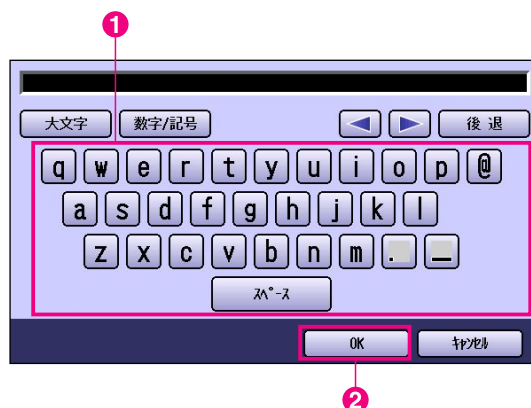 1
大文字 数字/記号 後退
q w e r t y u i o p @
a s d f g h j k l
z x c v b n m . _
ｽﾍﾟｰｽ
OK ｷｬﾝｾﾙ
2